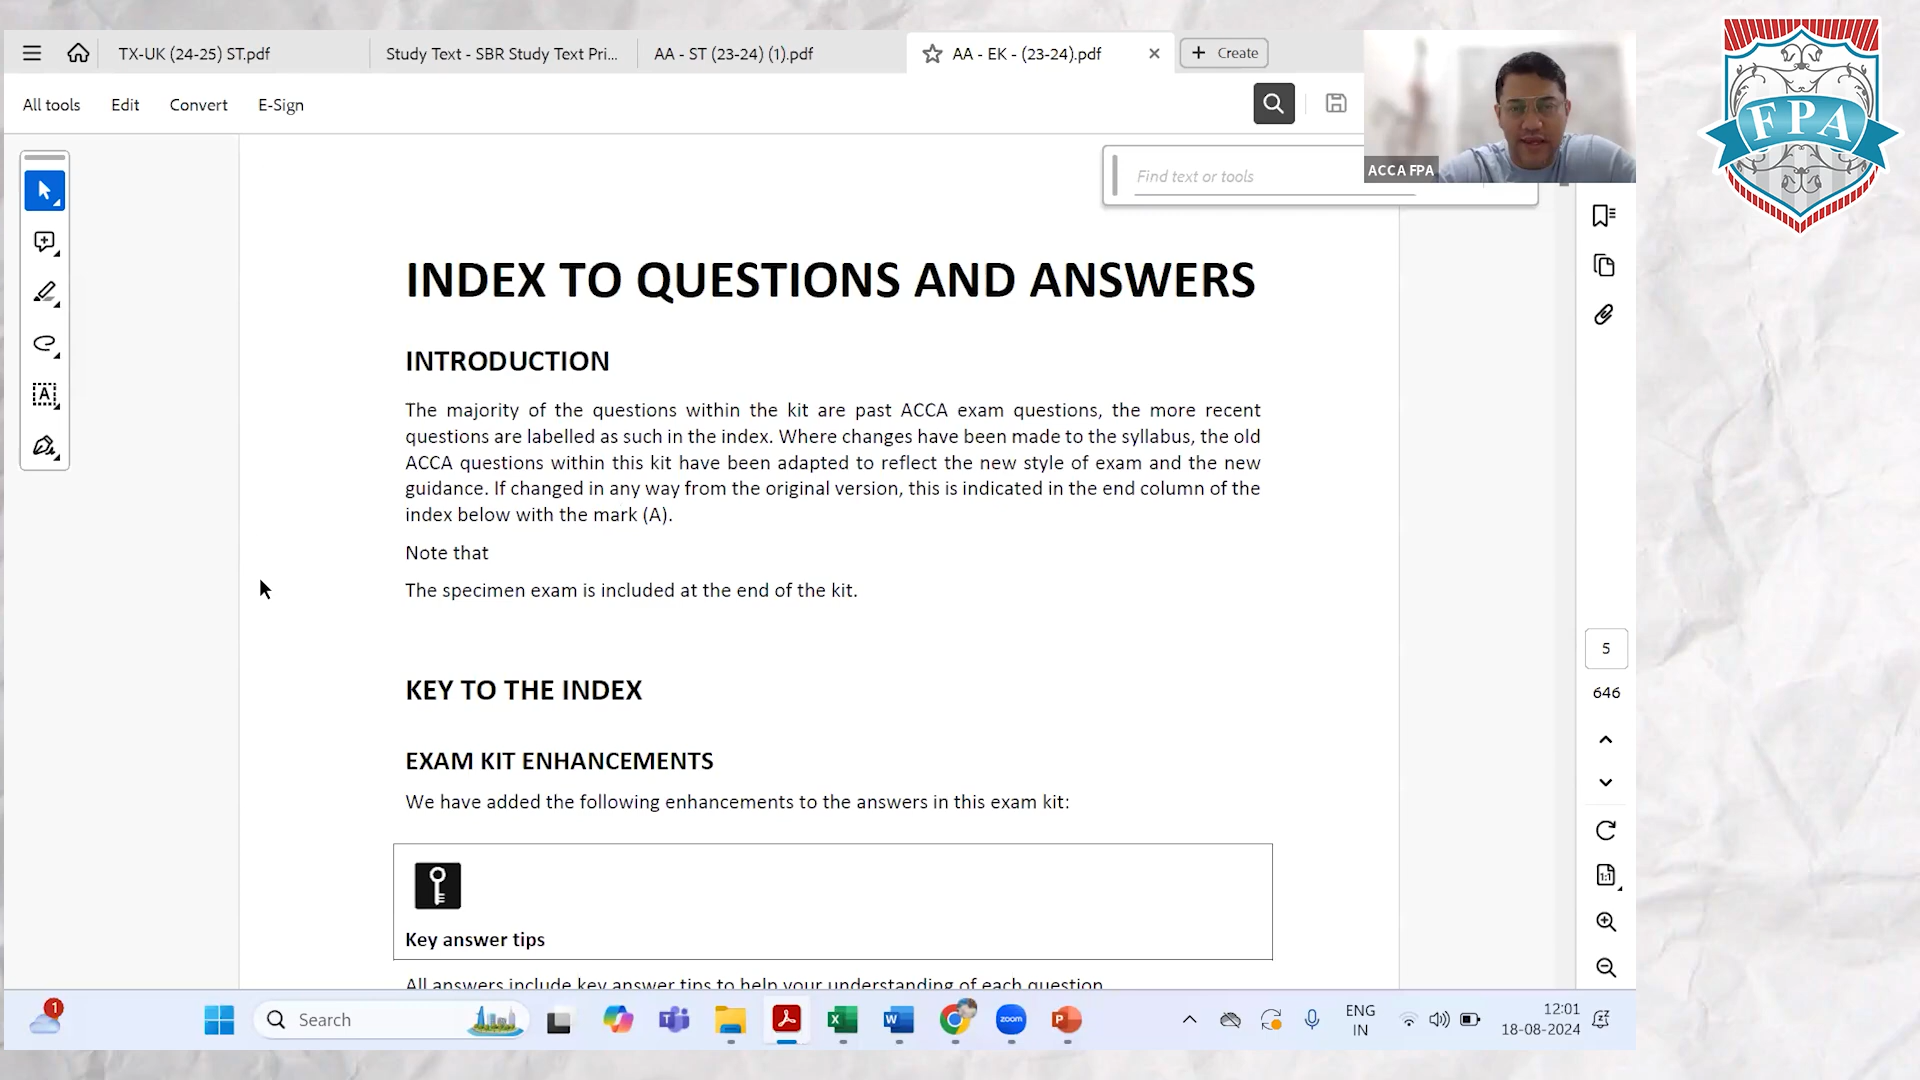 TX-UK (24-25) ST.pdf
Study Text - SBR Study Text Pri...
AA - ST (23-24) (1).pdf
AA - EK - (23-24).pdf
Create
All tools
Edit
Convert
E-Sign
Find text or tools
ACCA FPA
FPA
INDEX TO QUESTIONS AND ANSWERS
INTRODUCTION
The majority of the questions within the kit are past ACCA exam questions, the more recent
questions are labelled as such in the index. Where changes have been made to the syllabus, the old
ACCA questions within this kit have been adapted to reflect the new style of exam and the new
guidance. If changed in any way from the original version, this is indicated in the end column of the
index below with the mark (A).
Note that
The specimen exam is included at the end of the kit.
KEY TO THE INDEX
EXAM KIT ENHANCEMENTS
We have added the following enhancements to the answers in this exam kit:
Key answer tips
All answers include key answer tips to help your understanding of each question
5
646
1:1
1
Search
zoom
ENG
IN
12:01
18-08-2024